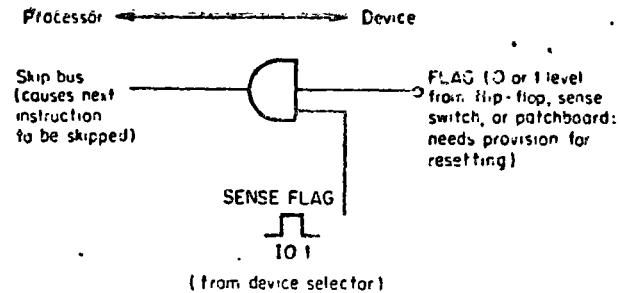 Processor Device
Skip bus
(causes next
instruction
to be skipped)
FLAG (0 or 1 level
from flip-flop, sense
switch, or patchboard:
needs provision for
resetting)
SENSE FLAG
IO 1
(from device selector)